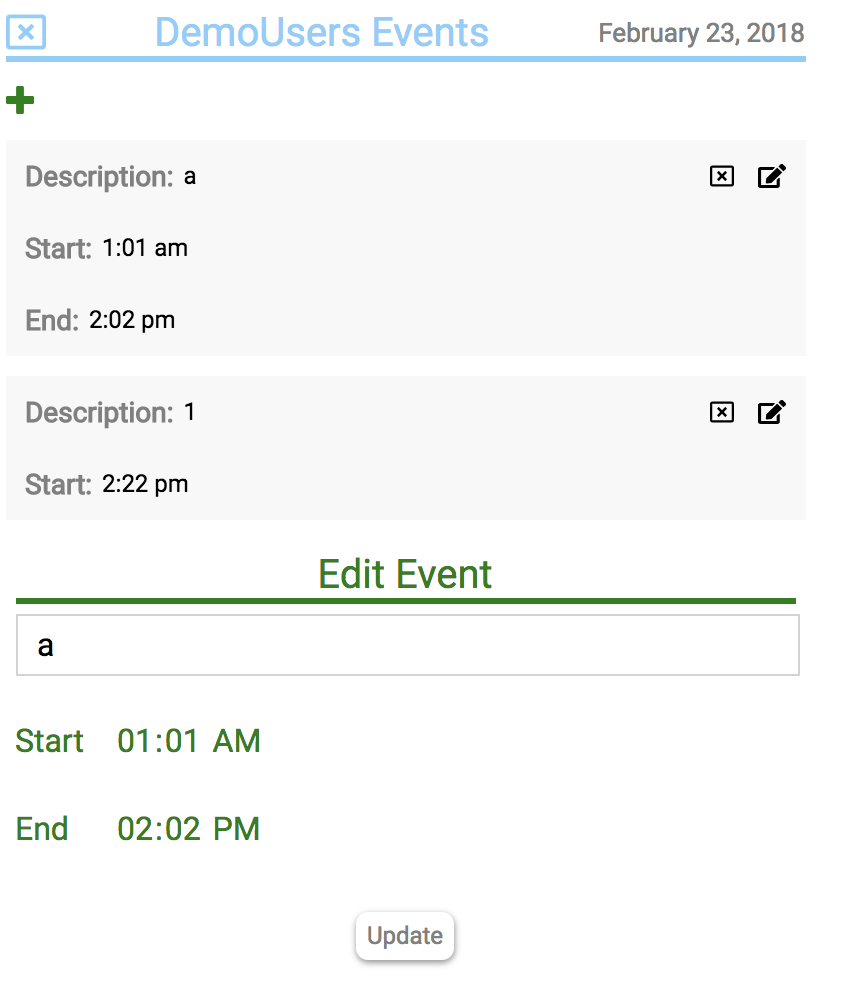 DemoUsers Events February 23, 2018
Description: a
Start: 1:01 am
End: 2:02 pm
Description: 1
Start: 2:22 pm
Edit Event
a
Start 01:01 AM
End 02:02 PM
Update